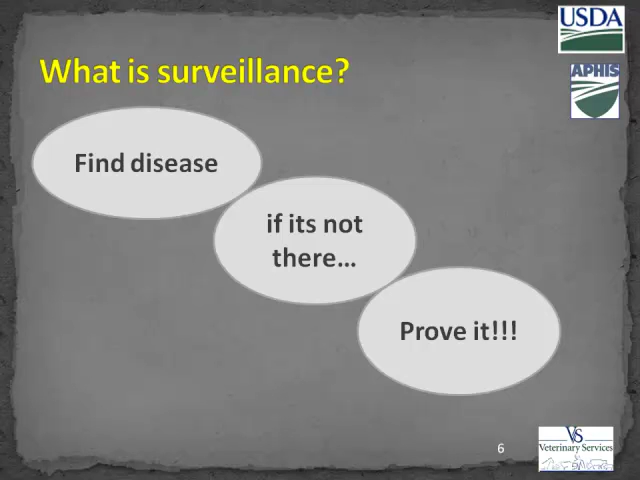 USDA
What is surveillance?
APHIS
Find disease
if its not
there...
Prove it!!!
6
VS
Veterinary Services